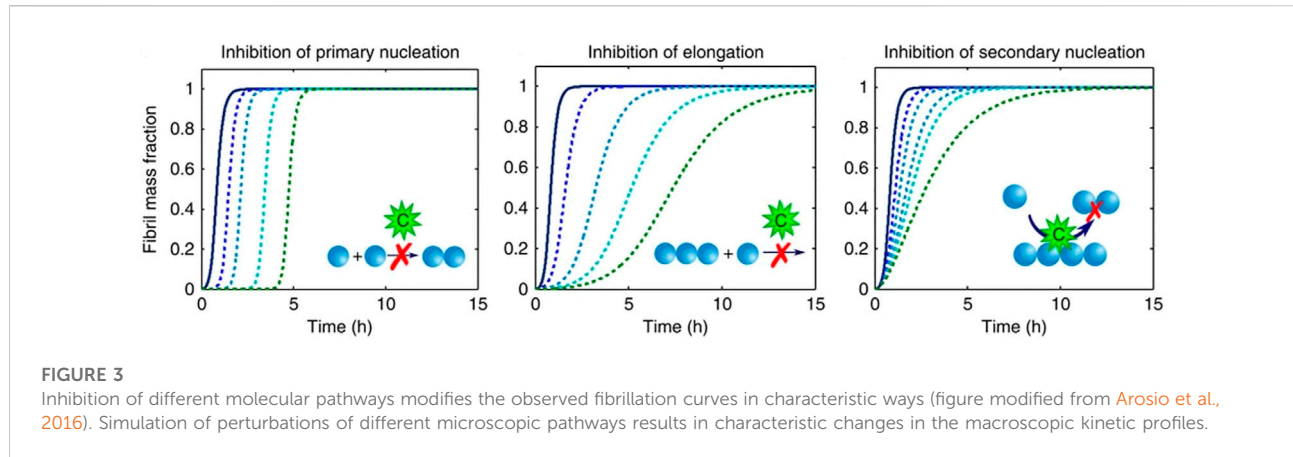 Inhibition of primary nucleation
Inhibition of elongation
Inhibition of secondary nucleation
Fibril mass fraction
1
0.8
0.6
0.4
0.2
0
C
+
0
5
10
15
Time (h)
1
0.8
0.6
0.4
0.2
0
C
+
0
5
10
15
Time (h)
1
0.8
0.6
0.4
0.2
0
C
0
5
10
15
Time (h)
FIGURE 3
Inhibition of different molecular pathways modifies the observed fibrillation curves in characteristic ways (figure modified from Arosio et al.,
2016). Simulation of perturbations of different microscopic pathways results in characteristic changes in the macroscopic kinetic profiles.